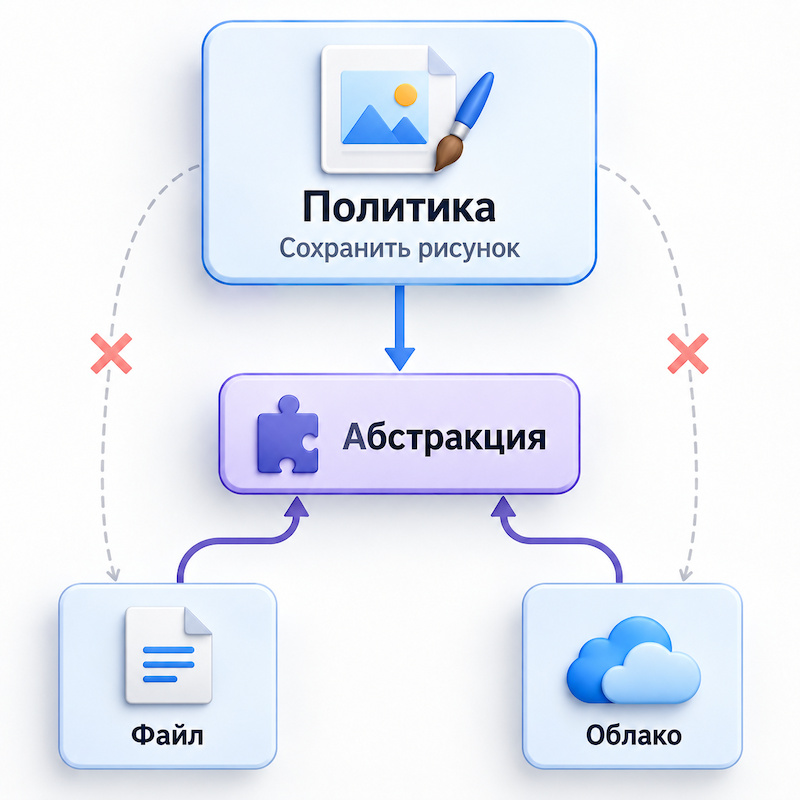 Политика
Сохранить рисунок
Абстракция
Файл
Облако